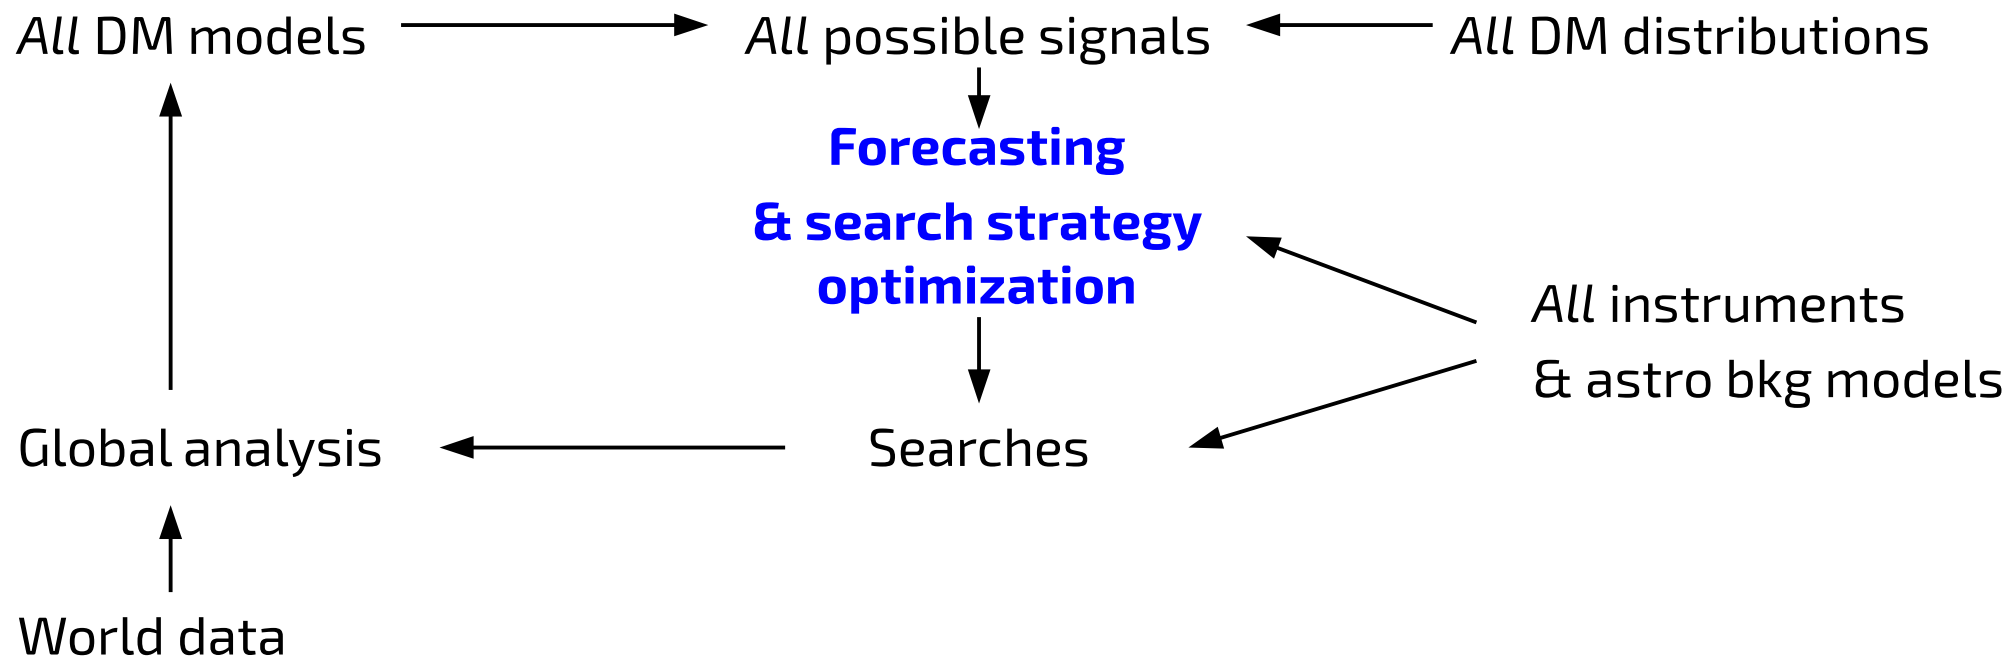 All DM models
All possible signals
All DM distributions
Forecasting
& search strategy
optimization
All instruments
& astro bkg models
Global analysis
Searches
World data